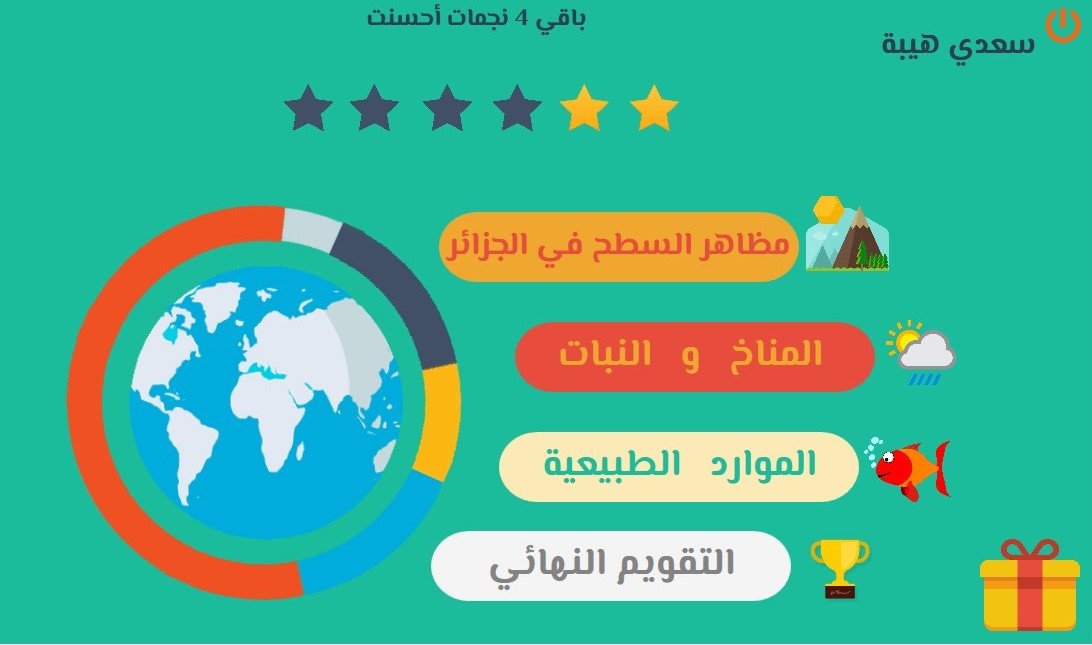 باقي 4 نجمات أحسنت
سعدي هيبة
مظاهر السطح في الجزائر
المناخ و النبات
الموارد الطبيعية
التقويم النهائي